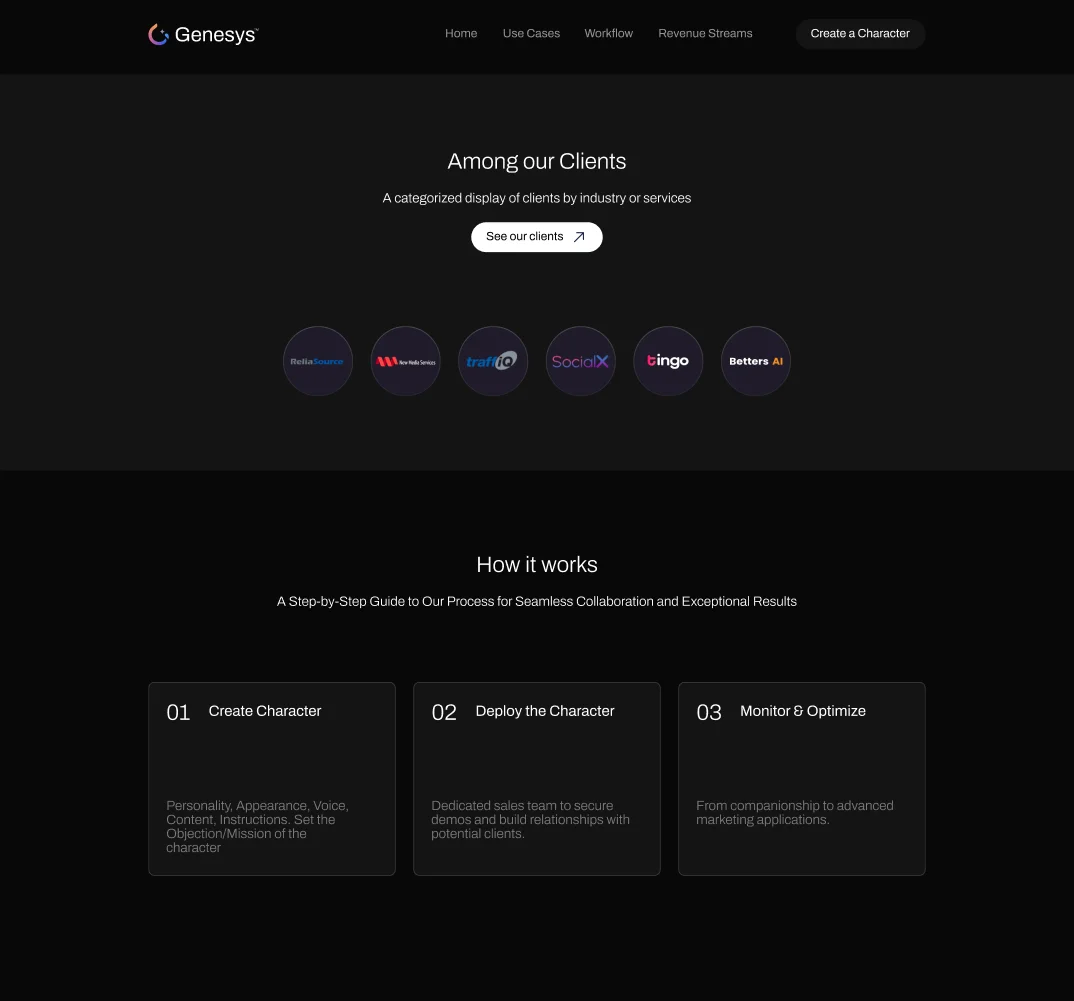 Genesys™
Home Use Cases Workflow Revenue Streams Create a Character
Among our Clients
A categorized display of clients by industry or services
See our clients
ReliaSource New Media Services traffiQ SocialX tingo Betters AI
How it works
A Step-by-Step Guide to Our Process for Seamless Collaboration and Exceptional Results
01 Create Character
Personality, Appearance, Voice,
Content, Instructions. Set the
Objection/Mission of the
character
02 Deploy the Character
Dedicated sales team to secure
demos and build relationships with
potential clients.
03 Monitor & Optimize
From companionship to advanced
marketing applications.